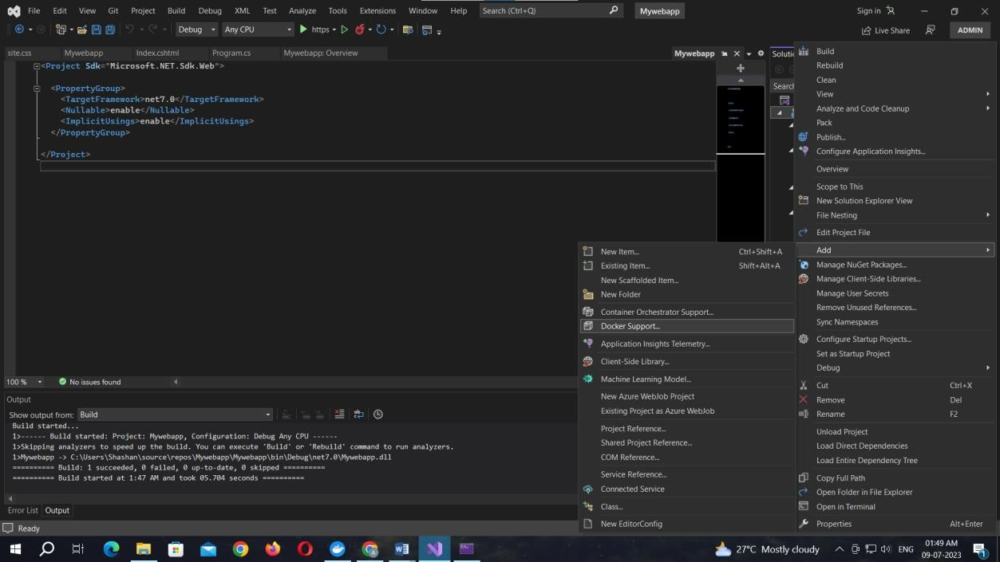 File Edit View Git Project Build Debug XML Test Analyze Tools Extensions Window Help Search (Ctrl+Q) Mywebapp Sign in
Debug Any CPU https Live Share ADMIN
site.css Mywebapp Index.cshtml Program.cs Mywebapp: Overview Mywebapp Solutio
Search
<Project Sdk="Microsoft.NET.Sdk.Web">
<PropertyGroup>
<TargetFramework>net7.0</TargetFramework>
<Nullable>enable</Nullable>
<ImplicitUsings>enable</ImplicitUsings>
</PropertyGroup>
</Project>
Build
Rebuild
Clean
View
Analyze and Code Cleanup
Pack
Publish...
Configure Application Insights...
Overview
Scope to This
New Solution Explorer View
File Nesting
Edit Project File
Add
Manage NuGet Packages...
Manage Client-Side Libraries...
Manage User Secrets
Remove Unused References...
Sync Namespaces
Configure Startup Projects...
Set as Startup Project
Debug
Cut Ctrl+X
Remove Del
Rename F2
Unload Project
Load Direct Dependencies
Load Entire Dependency Tree
Copy Full Path
Open Folder in File Explorer
Open in Terminal
Properties Alt+Enter
New Item... Ctrl+Shift+A
Existing Item... Shift+Alt+A
New Scaffolded Item...
New Folder
Container Orchestrator Support...
Docker Support...
Application Insights Telemetry...
Client-Side Library...
Machine Learning Model...
New Azure WebJob Project
Existing Project as Azure WebJob
Project Reference...
Shared Project Reference...
COM Reference...
Service Reference...
Connected Service
Class...
New EditorConfig
100 % No issues found
Output
Show output from: Build
Build started...
1>------ Build started: Project: Mywebapp, Configuration: Debug Any CPU ------
1>Skipping analyzers to speed up the build. You can execute 'Build' or 'Rebuild' command to run analyzers.
1>Mywebapp -> C:\Users\Shashan\source\repos\Mywebapp\Mywebapp\bin\Debug\net7.0\Mywebapp.dll
========== Build: 1 succeeded, 0 failed, 0 up-to-date, 0 skipped ==========
========== Build started at 1:47 AM and took 05.704 seconds ==========
Error List Output
Ready
27°C Mostly cloudy ENG 01:49 AM
09-07-2023 1